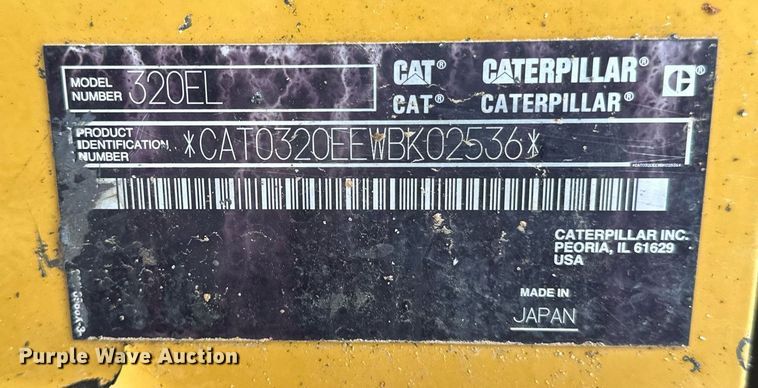 MODEL NUMBER 320EL
CAT® CATERPILLAR® C®
CAT® CATERPILLAR®
PRODUCT IDENTIFICATION NUMBER *CAT0320EEWBK02536*
*CAT0320EEWBK02536*
CATERPILLAR INC.
PEORIA, IL 61629
USA
MADE IN
JAPAN
Purple Wave Auction